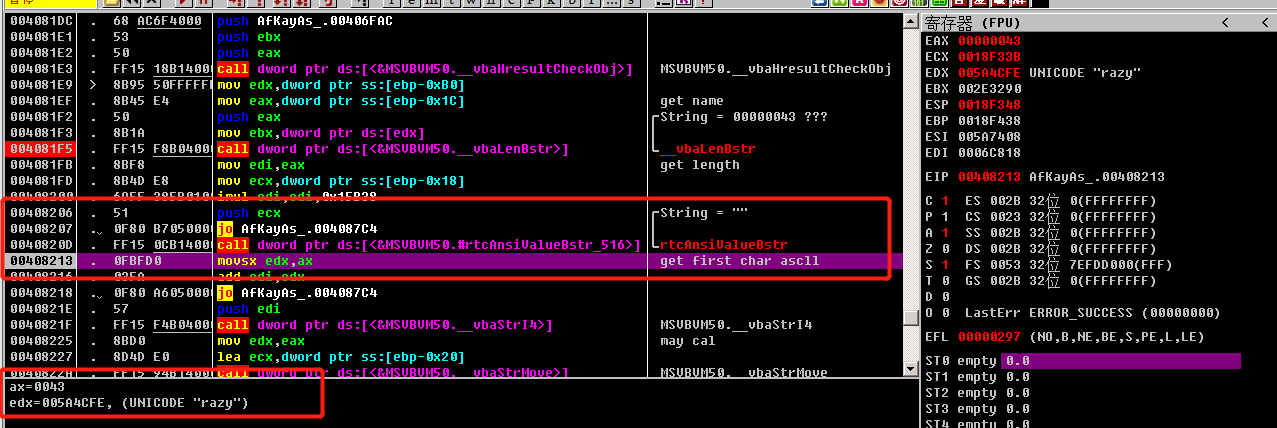 004081DC . 68 AC6F4000 push AfKayAs_.00406FAC
004081E1 . 53 push ebx
004081E2 . 50 push eax
004081E3 . FF15 18B14000 call dword ptr ds:[<&MSVBVM50.__vbaHresultCheckObj>] MSVBVM50.__vbaHresultCheckObj
004081E9 > 8B95 50FFFFFF mov edx,dword ptr ss:[ebp-0xB0]
004081EF . 8B45 E4 mov eax,dword ptr ss:[ebp-0x1C] get name
004081F2 . 50 push eax String = 00000043 ???
004081F3 . 8B1A mov ebx,dword ptr ds:[edx]
004081F5 . FF15 F8B04000 call dword ptr ds:[<&MSVBVM50.__vbaLenBstr>] __vbaLenBstr
004081FB . 8BF8 mov edi,eax get length
004081FD . 8B4D E8 mov ecx,dword ptr ss:[ebp-0x18]
00408206 . 51 push ecx String = ""
00408207 . 0F80 B7050000 jo AfKayAs_.004087C4
0040820D . FF15 0CB14000 call dword ptr ds:[<&MSVBVM50.#rtcAnsiValueBstr_516>] rtcAnsiValueBstr
00408213 . 0FBFD0 movsx edx,ax get first char ascll
00408216 . 03FA add edi,edx
00408218 . 0F80 A6050000 jo AfKayAs_.004087C4
0040821E . 57 push edi
0040821F . FF15 F4B04000 call dword ptr ds:[<&MSVBVM50.__vbaStrI4>] MSVBVM50.__vbaStrI4
00408225 . 8BD0 mov edx,eax may cal
00408227 . 8D4D E0 lea ecx,dword ptr ss:[ebp-0x20]
0040822A . FF15 94B14000 call dword ptr ds:[<&MSVBVM50.__vbaStrMove>] MSVBVM50.__vbaStrMove
ax=0043
edx=005A4CFE, (UNICODE "razy")
寄存器 (FPU) < <
EAX 00000043
ECX 0018F33B
EDX 005A4CFE UNICODE "razy"
EBX 002E3290
ESP 0018F348
EBP 0018F438
ESI 005A7408
EDI 0006C818
EIP 00408213 AfKayAs_.00408213
C 1 ES 002B 32位 0(FFFFFFFF)
P 1 CS 0023 32位 0(FFFFFFFF)
A 1 SS 002B 32位 0(FFFFFFFF)
Z 0 DS 002B 32位 0(FFFFFFFF)
S 1 FS 0053 32位 7EFDD000(FFF)
T 0 GS 002B 32位 0(FFFFFFFF)
D 0
O 0 LastErr ERROR_SUCCESS (00000000)
EFL 00000297 (NO,B,NE,BE,S,PE,L,LE)
ST0 empty 0.0
ST1 empty 0.0
ST2 empty 0.0
ST3 empty 0.0
ST4 empty 0.0